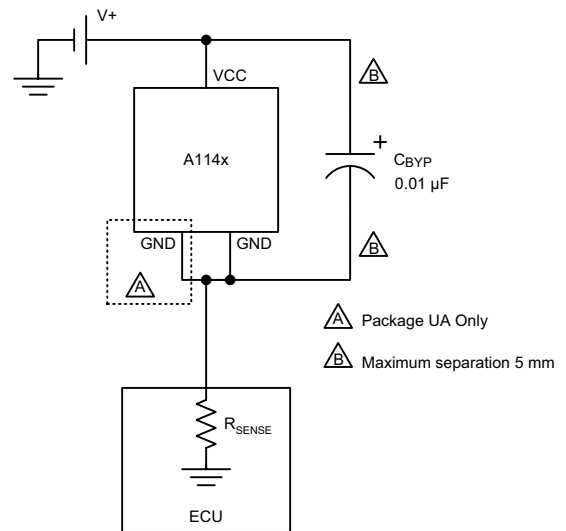 V+
VCC
B
A114x
+
CBYP
0.01 µF
GND GND
B
A
A Package UA Only
B Maximum separation 5 mm
RSENSE
ECU